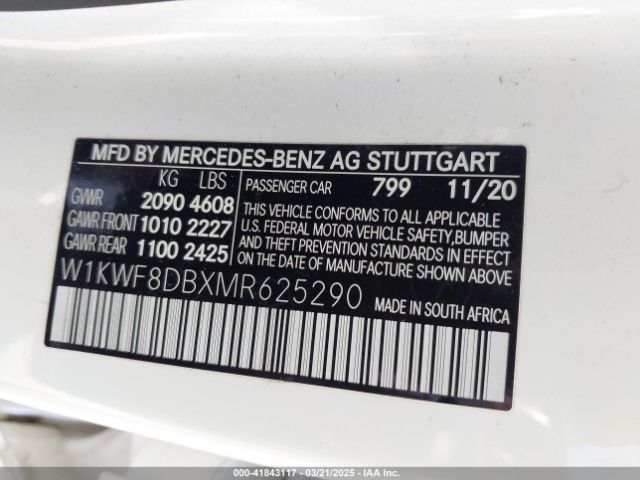 MFD BY MERCEDES-BENZ AG STUTTGART
KG LBS
GVWR 2090 4608
GAWR FRONT 1010 2227
GAWR REAR 1100 2425
PASSENGER CAR 799 11/20
THIS VEHICLE CONFORMS TO ALL APPLICABLE
U.S. FEDERAL MOTOR VEHICLE SAFETY, BUMPER
AND THEFT PREVENTION STANDARDS IN EFFECT
ON THE DATE OF MANUFACTURE SHOWN ABOVE.
W1KWF8DBXMR625290
MADE IN SOUTH AFRICA
000-41843117 - 03/21/2025 - IAA Inc.